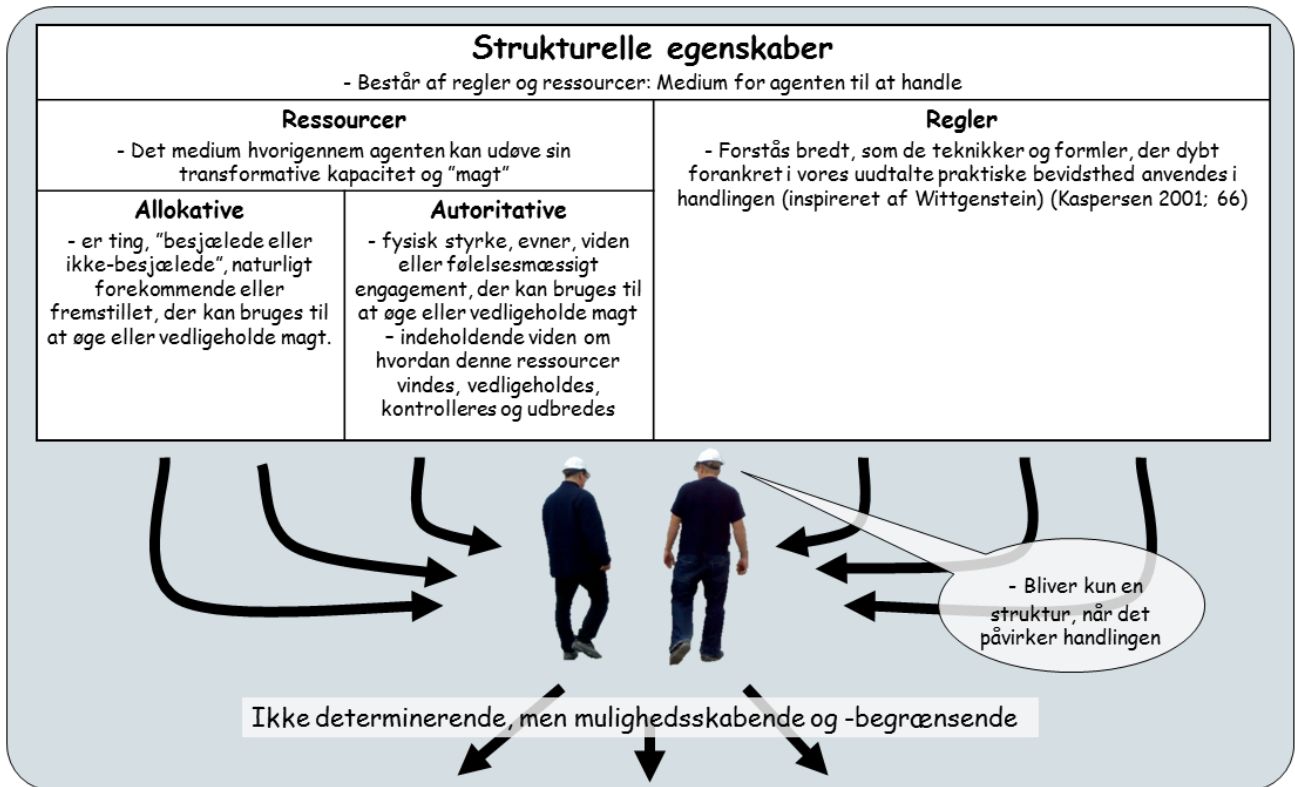 Strukturelle egenskaber
- Består af regler og ressourcer: Medium for agenten til at handle
Ressourcer
- Det medium hvorigennem agenten kan udøve sin
transformative kapacitet og ”magt”
Regler
- Forstås bredt, som de teknikker og formler, der dybt
forankret i vores uudtalte praktiske bevidsthed anvendes i
handlingen (inspireret af Wittgenstein) (Kaspersen 2001; 66)
Allokative
- er ting, ”besjælede eller
ikke-besjælede”, naturligt
forekommende eller
fremstillet, der kan bruges til
at øge eller vedligeholde magt.
Autoritative
- fysisk styrke, evner, viden
eller følelsesmæssigt
engagement, der kan bruges til
at øge eller vedligeholde magt
– indeholdende viden om
hvordan denne ressourcer
vindes, vedligeholdes,
kontrolleres og udbredes
- Bliver kun en
struktur, når det
påvirker handlingen
Ikke determinerende, men mulighedsskabende og -begrænsende